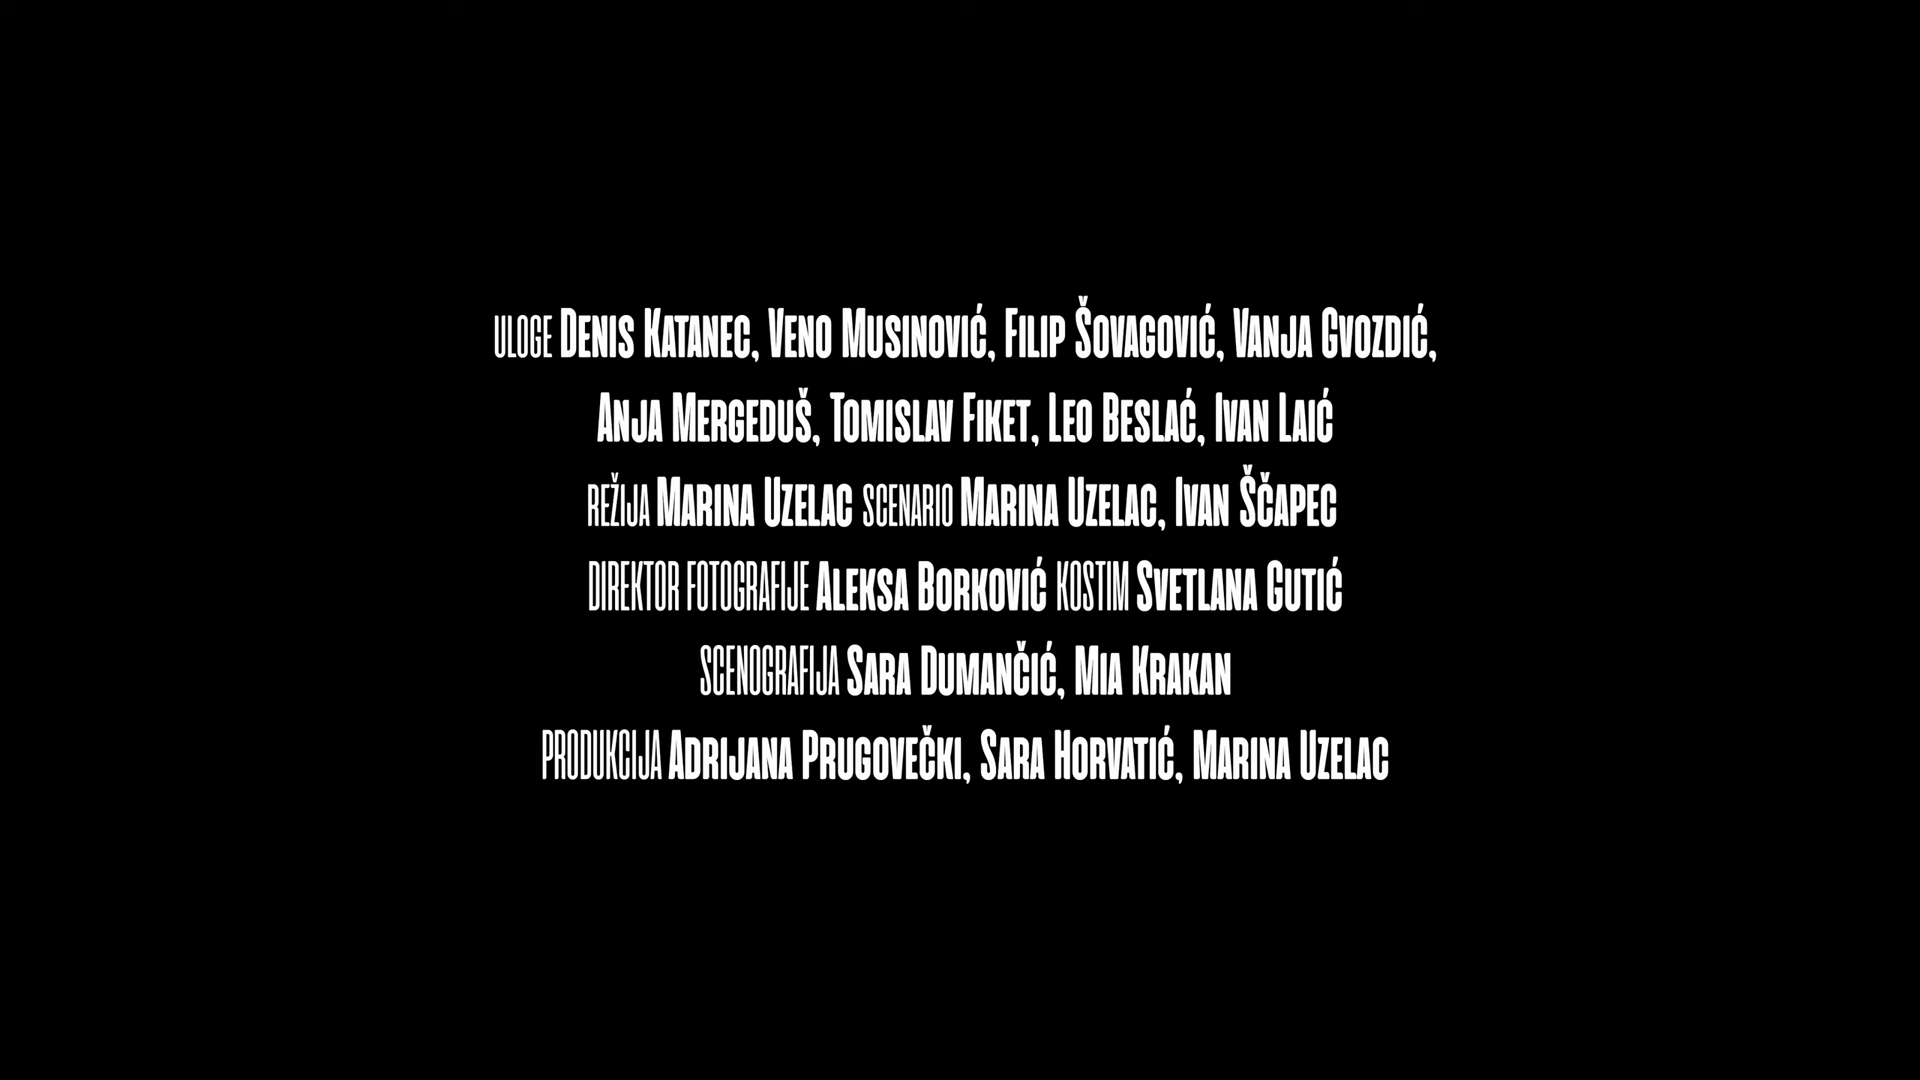 ULOGE DENIS KATANEC, VENO MUSINOVIĆ, FILIP ŠOVAGOVIĆ, VANJA GVOZDIĆ,
ANJA MERGEDUŠ, TOMISLAV FIKET, LEO BESLAĆ, IVAN LAIĆ
REŽIJA MARINA UZELAC SCENARIO MARINA UZELAC, IVAN ŠČAPEC
DIREKTOR FOTOGRAFIJE ALEKSA BORKOVIĆ KOSTIM SVETLANA GUTIĆ
SCENOGRAFIJA SARA DUMANČIĆ, MIA KRAKAN
PRODUKCIJA ADRIJANA PRUGOVEČKI, SARA HORVATIĆ, MARINA UZELAC